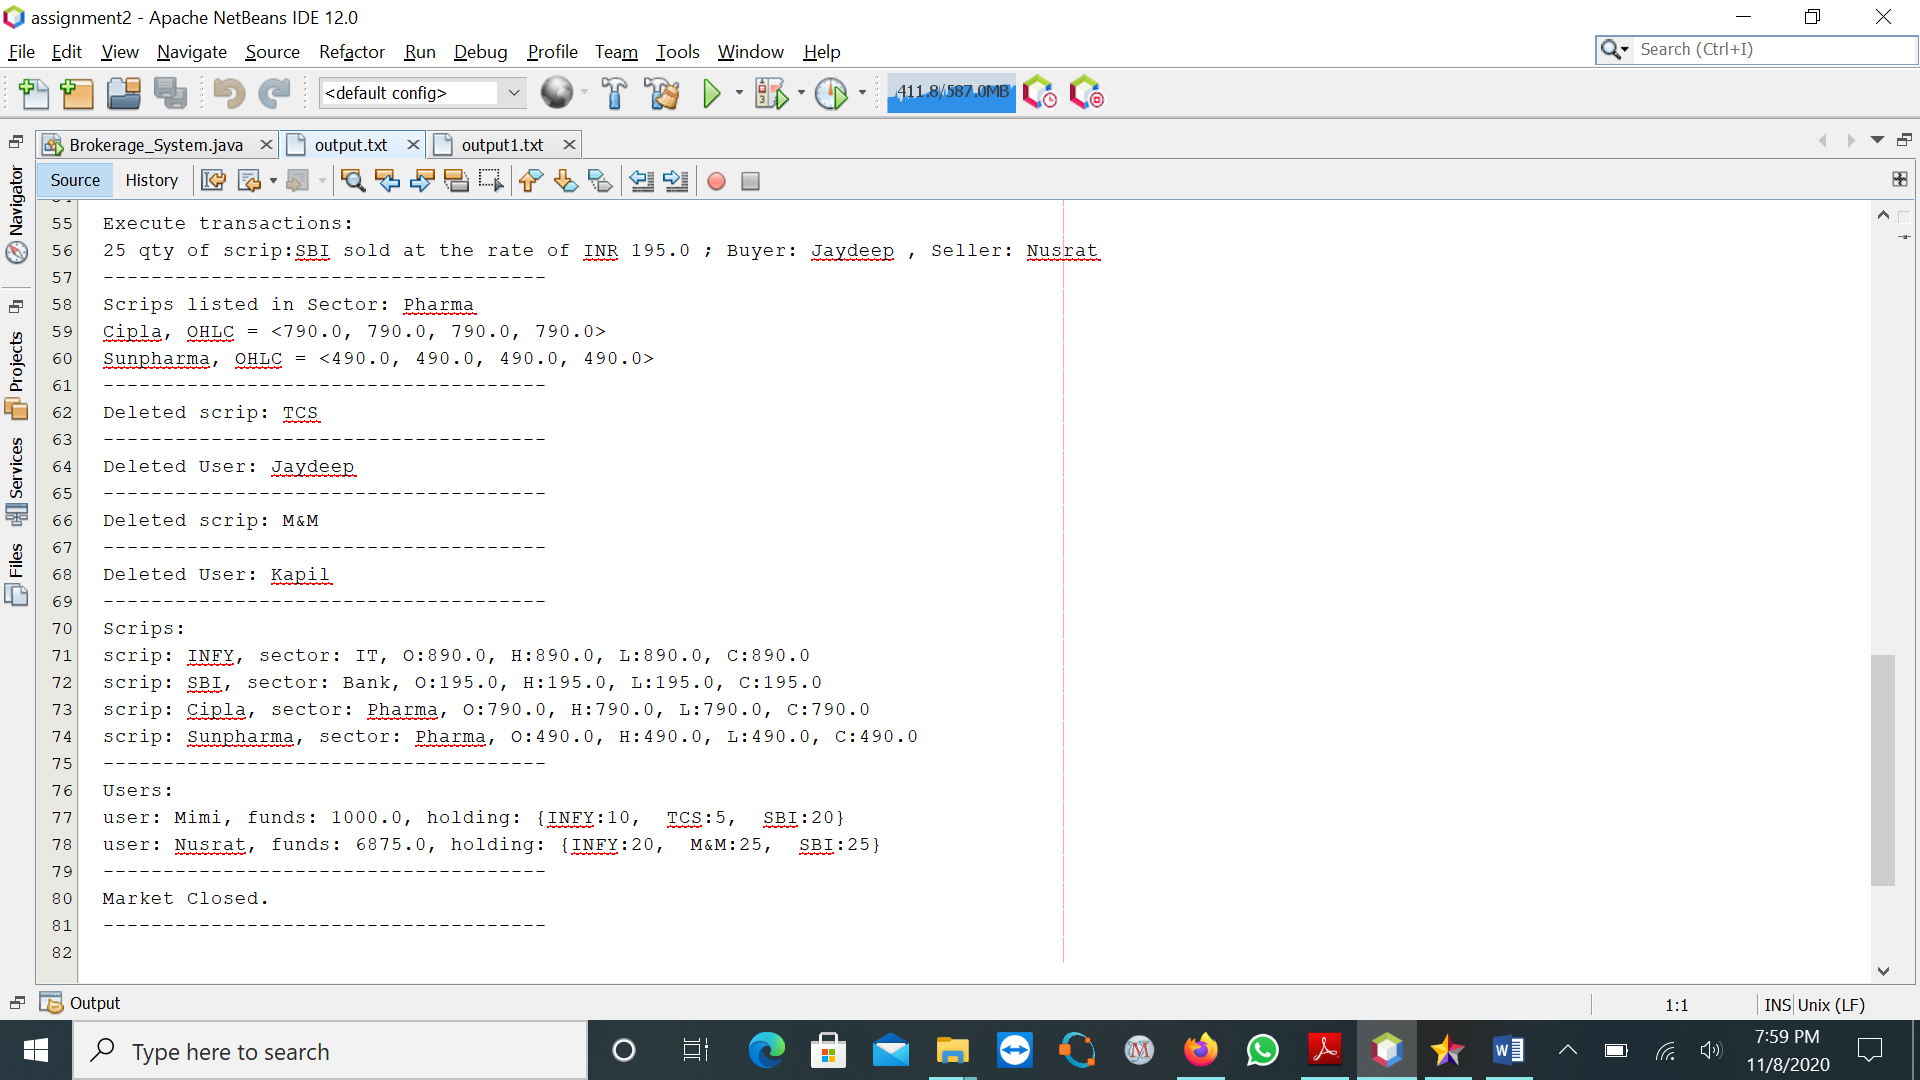 assignment2 - Apache NetBeans IDE 12.0
File Edit View Navigate Source Refactor Run Debug Profile Team Tools Window Help
Search (Ctrl+I)
<default config>
411.8/587.0MB
Brokerage_System.java
output.txt
output1.txt
Source History
Navigator
Projects
Services
Files
55 Execute transactions:
56 25 qty of scrip:SBI sold at the rate of INR 195.0 ; Buyer: Jaydeep , Seller: Nusrat
57 -------------------------------------
58 Scrips listed in Sector: Pharma
59 Cipla, OHLC = <790.0, 790.0, 790.0, 790.0>
60 Sunpharma, OHLC = <490.0, 490.0, 490.0, 490.0>
61 -------------------------------------
62 Deleted scrip: TCS
63 -------------------------------------
64 Deleted User: Jaydeep
65 -------------------------------------
66 Deleted scrip: M&M
67 -------------------------------------
68 Deleted User: Kapil
69 -------------------------------------
70 Scrips:
71 scrip: INFY, sector: IT, O:890.0, H:890.0, L:890.0, C:890.0
72 scrip: SBI, sector: Bank, O:195.0, H:195.0, L:195.0, C:195.0
73 scrip: Cipla, sector: Pharma, O:790.0, H:790.0, L:790.0, C:790.0
74 scrip: Sunpharma, sector: Pharma, O:490.0, H:490.0, L:490.0, C:490.0
75 -------------------------------------
76 Users:
77 user: Mimi, funds: 1000.0, holding: {INFY:10,  TCS:5,  SBI:20}
78 user: Nusrat, funds: 6875.0, holding: {INFY:20,  M&M:25,  SBI:25}
79 -------------------------------------
80 Market Closed.
81 -------------------------------------
82
Output
1:1 INS Unix (LF)
Type here to search
7:59 PM
11/8/2020